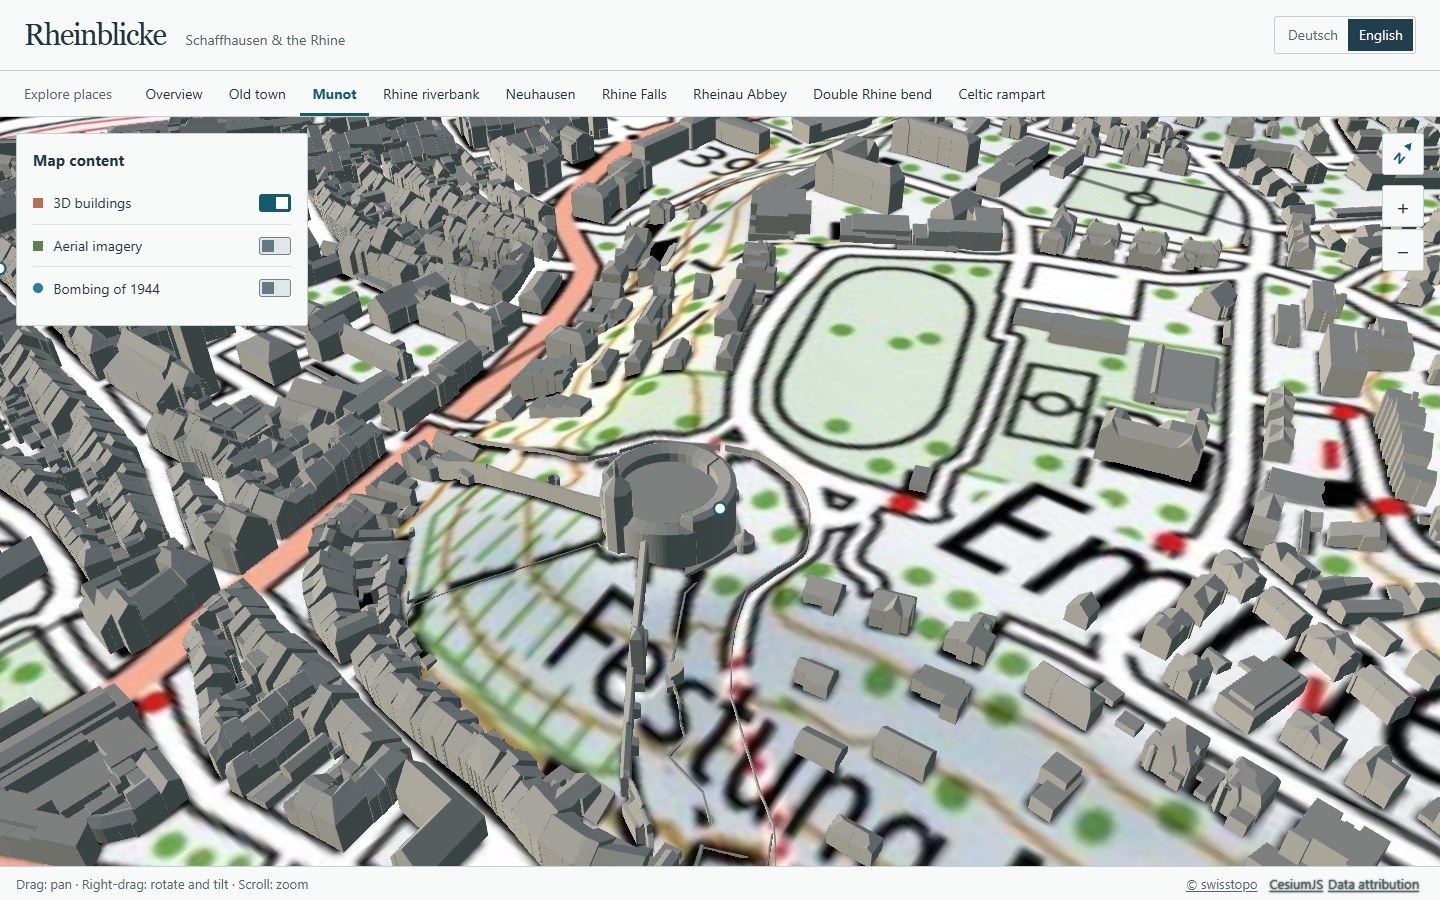 Rheinblicke
Schaffhausen & the Rhine
Deutsch
English
Explore places
Overview
Old town
Munot
Rhine riverbank
Neuhausen
Rhine Falls
Rheinau Abbey
Double Rhine bend
Celtic rampart
Map content
3D buildings
Aerial imagery
Bombing of 1944
N
+
−
Drag: pan · Right-drag: rotate and tilt · Scroll: zoom
© swisstopo
CesiumJS
Data attribution